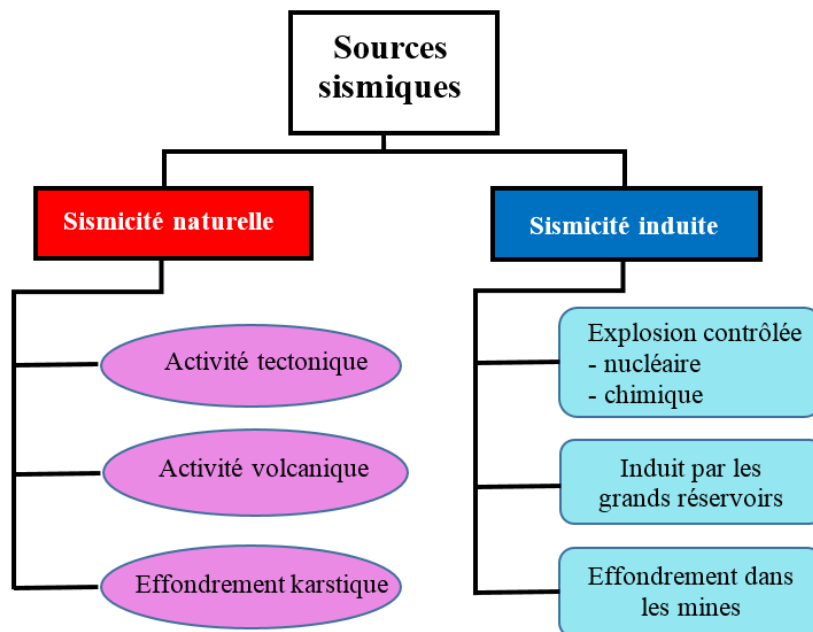 Sources
sismiques
Sismicité naturelle
Sismicité induite
Activité tectonique
Activité volcanique
Effondrement karstique
Explosion contrôlée
- nucléaire
- chimique
Induit par les
grands réservoirs
Effondrement dans
les mines